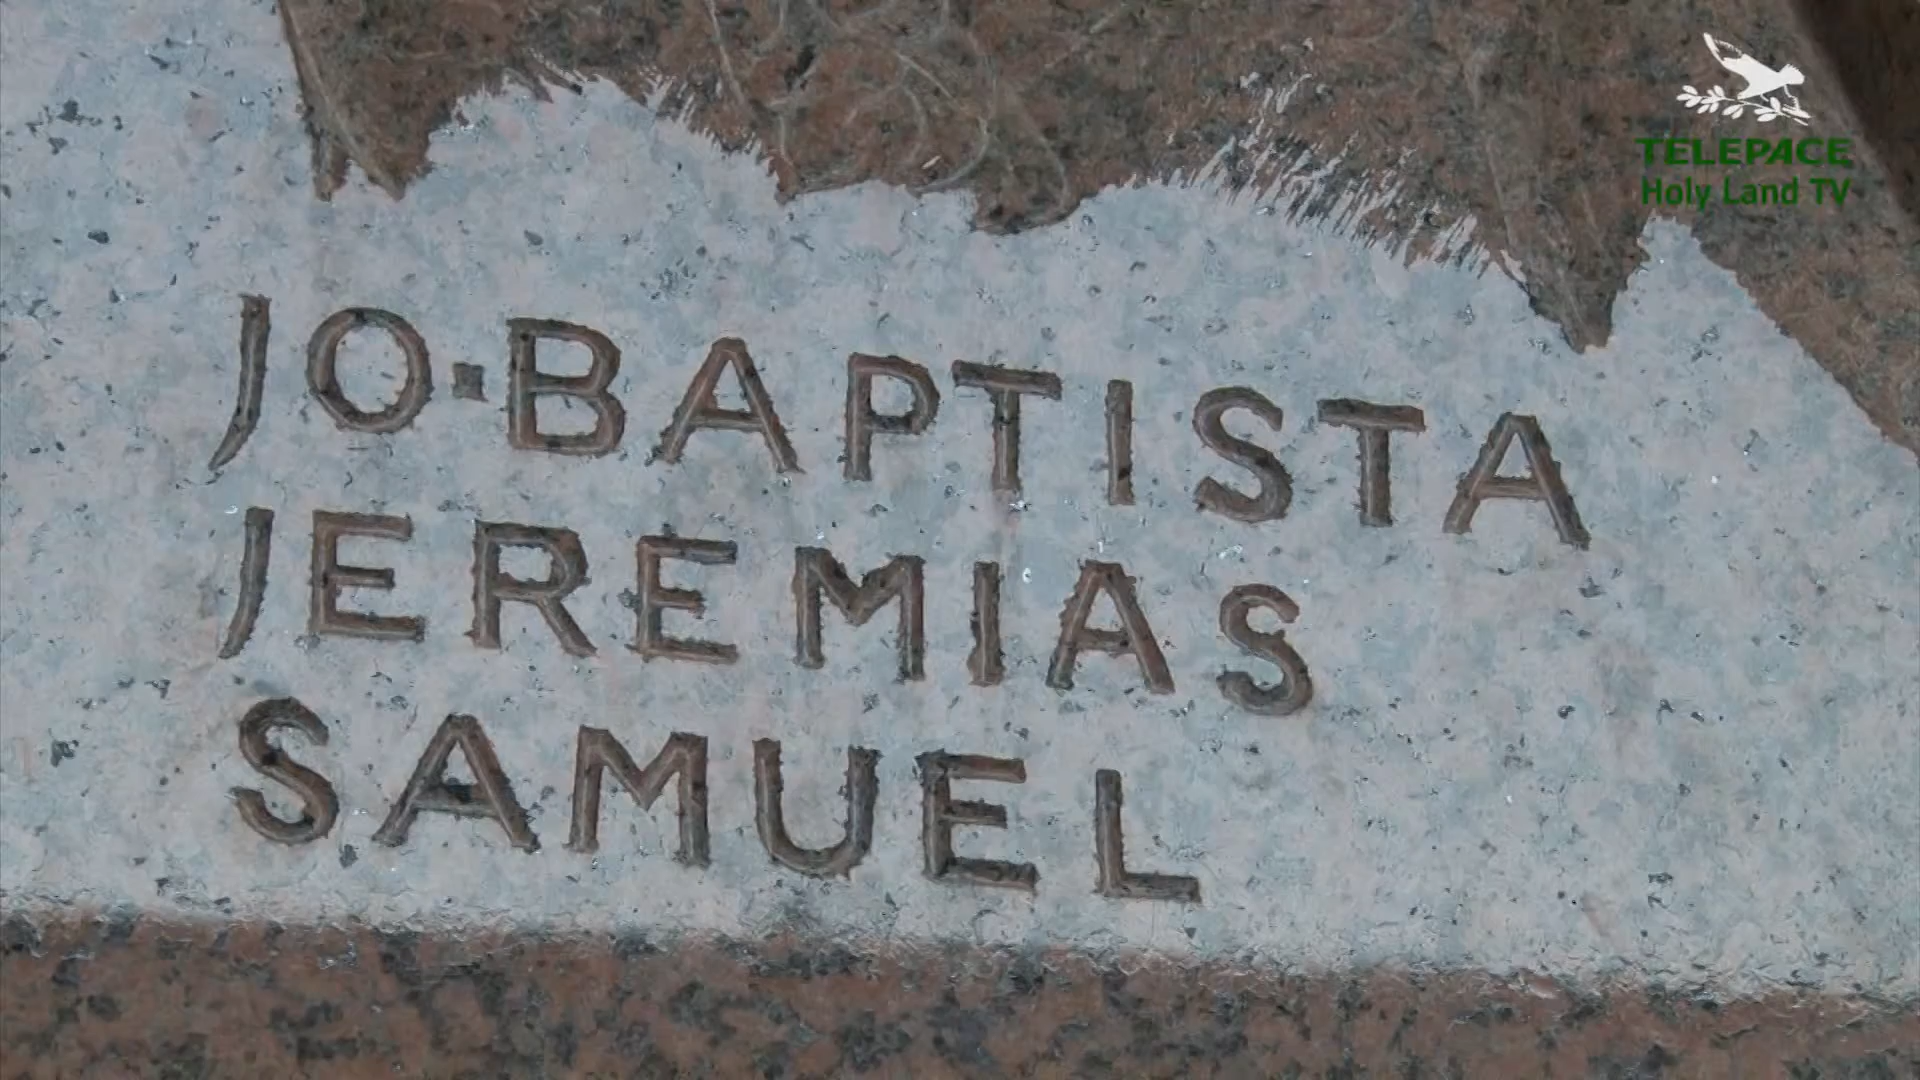 TELEPACE
Holy Land TV
JO·BAPTISTA
JEREMIAS
SAMUEL